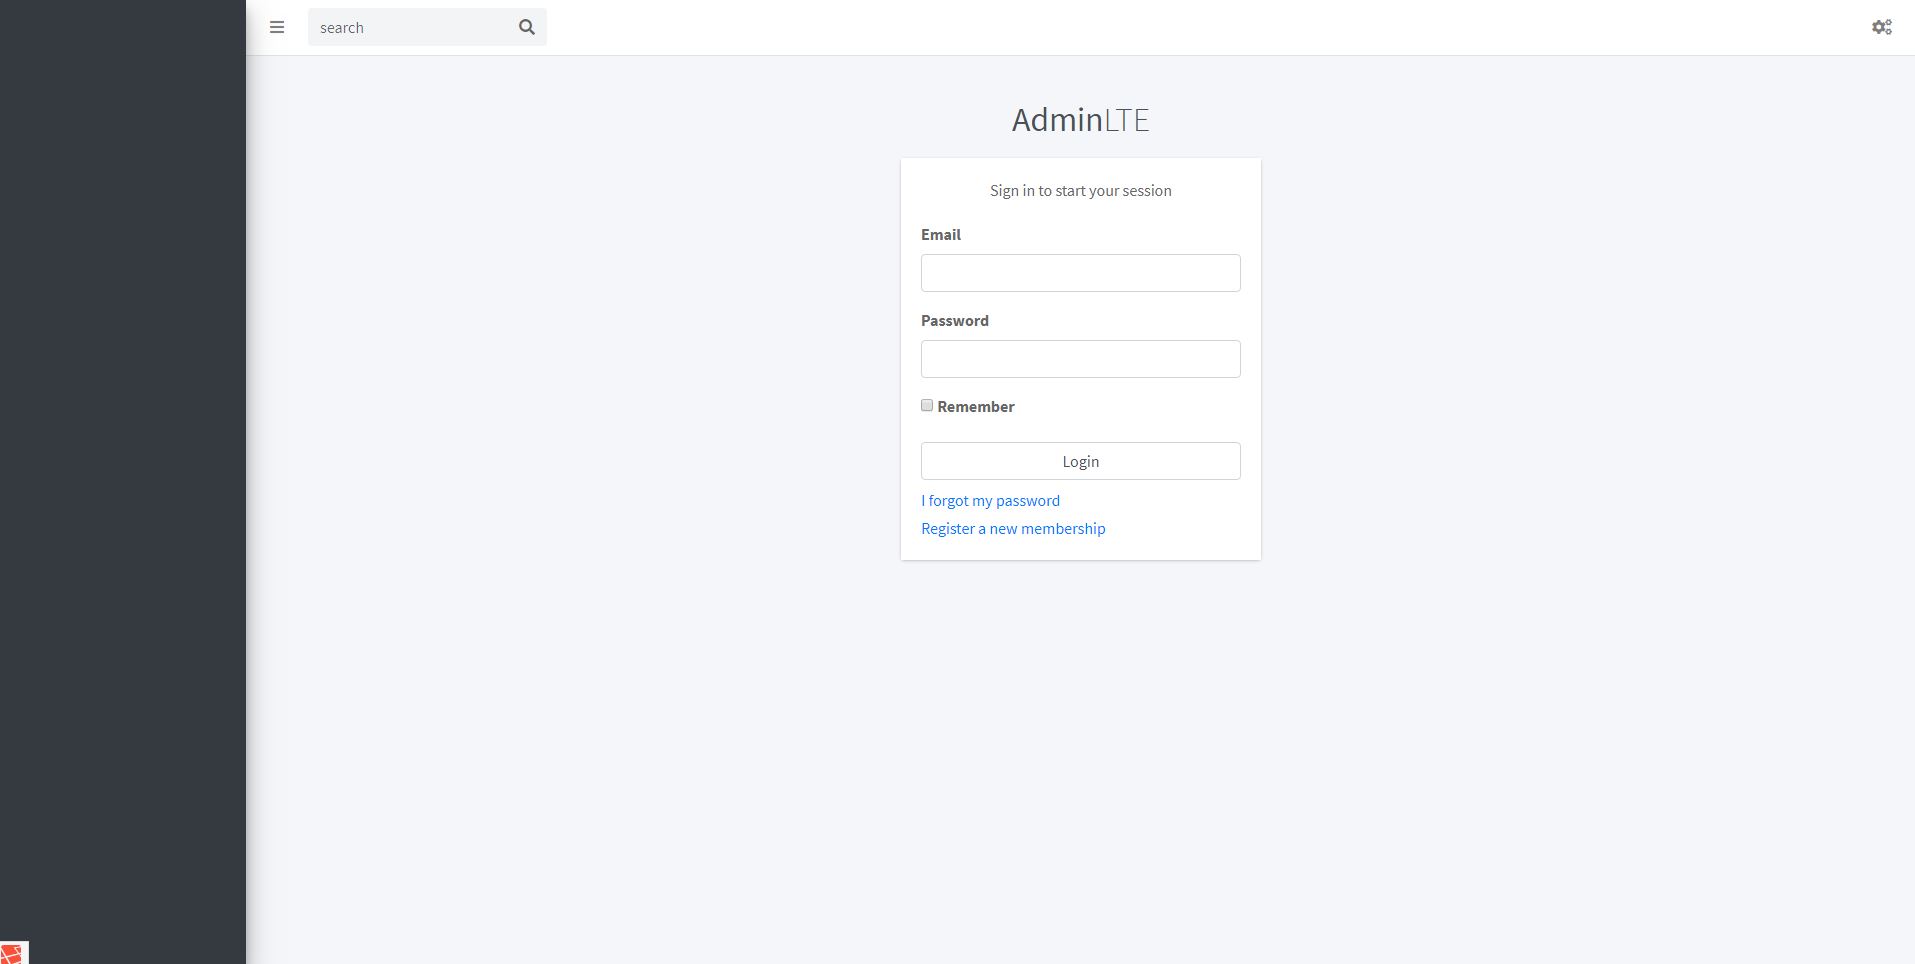 search
AdminLTE
Sign in to start your session
Email
Password
Remember
Login
I forgot my password
Register a new membership